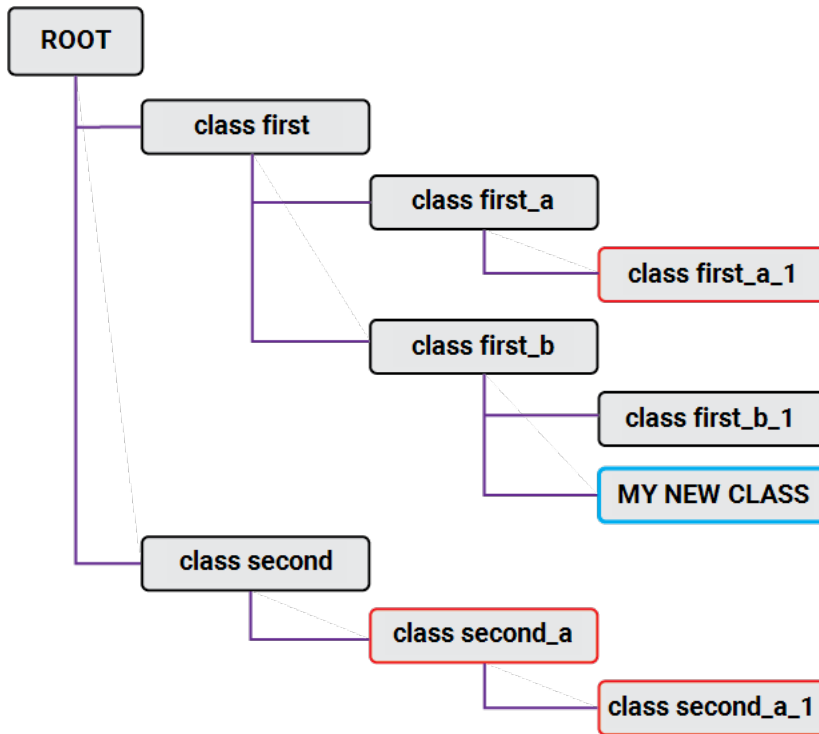 ROOT
class first
class first_a
class first_a_1
class first_b
class first_b_1
MY NEW CLASS
class second
class second_a
class second_a_1